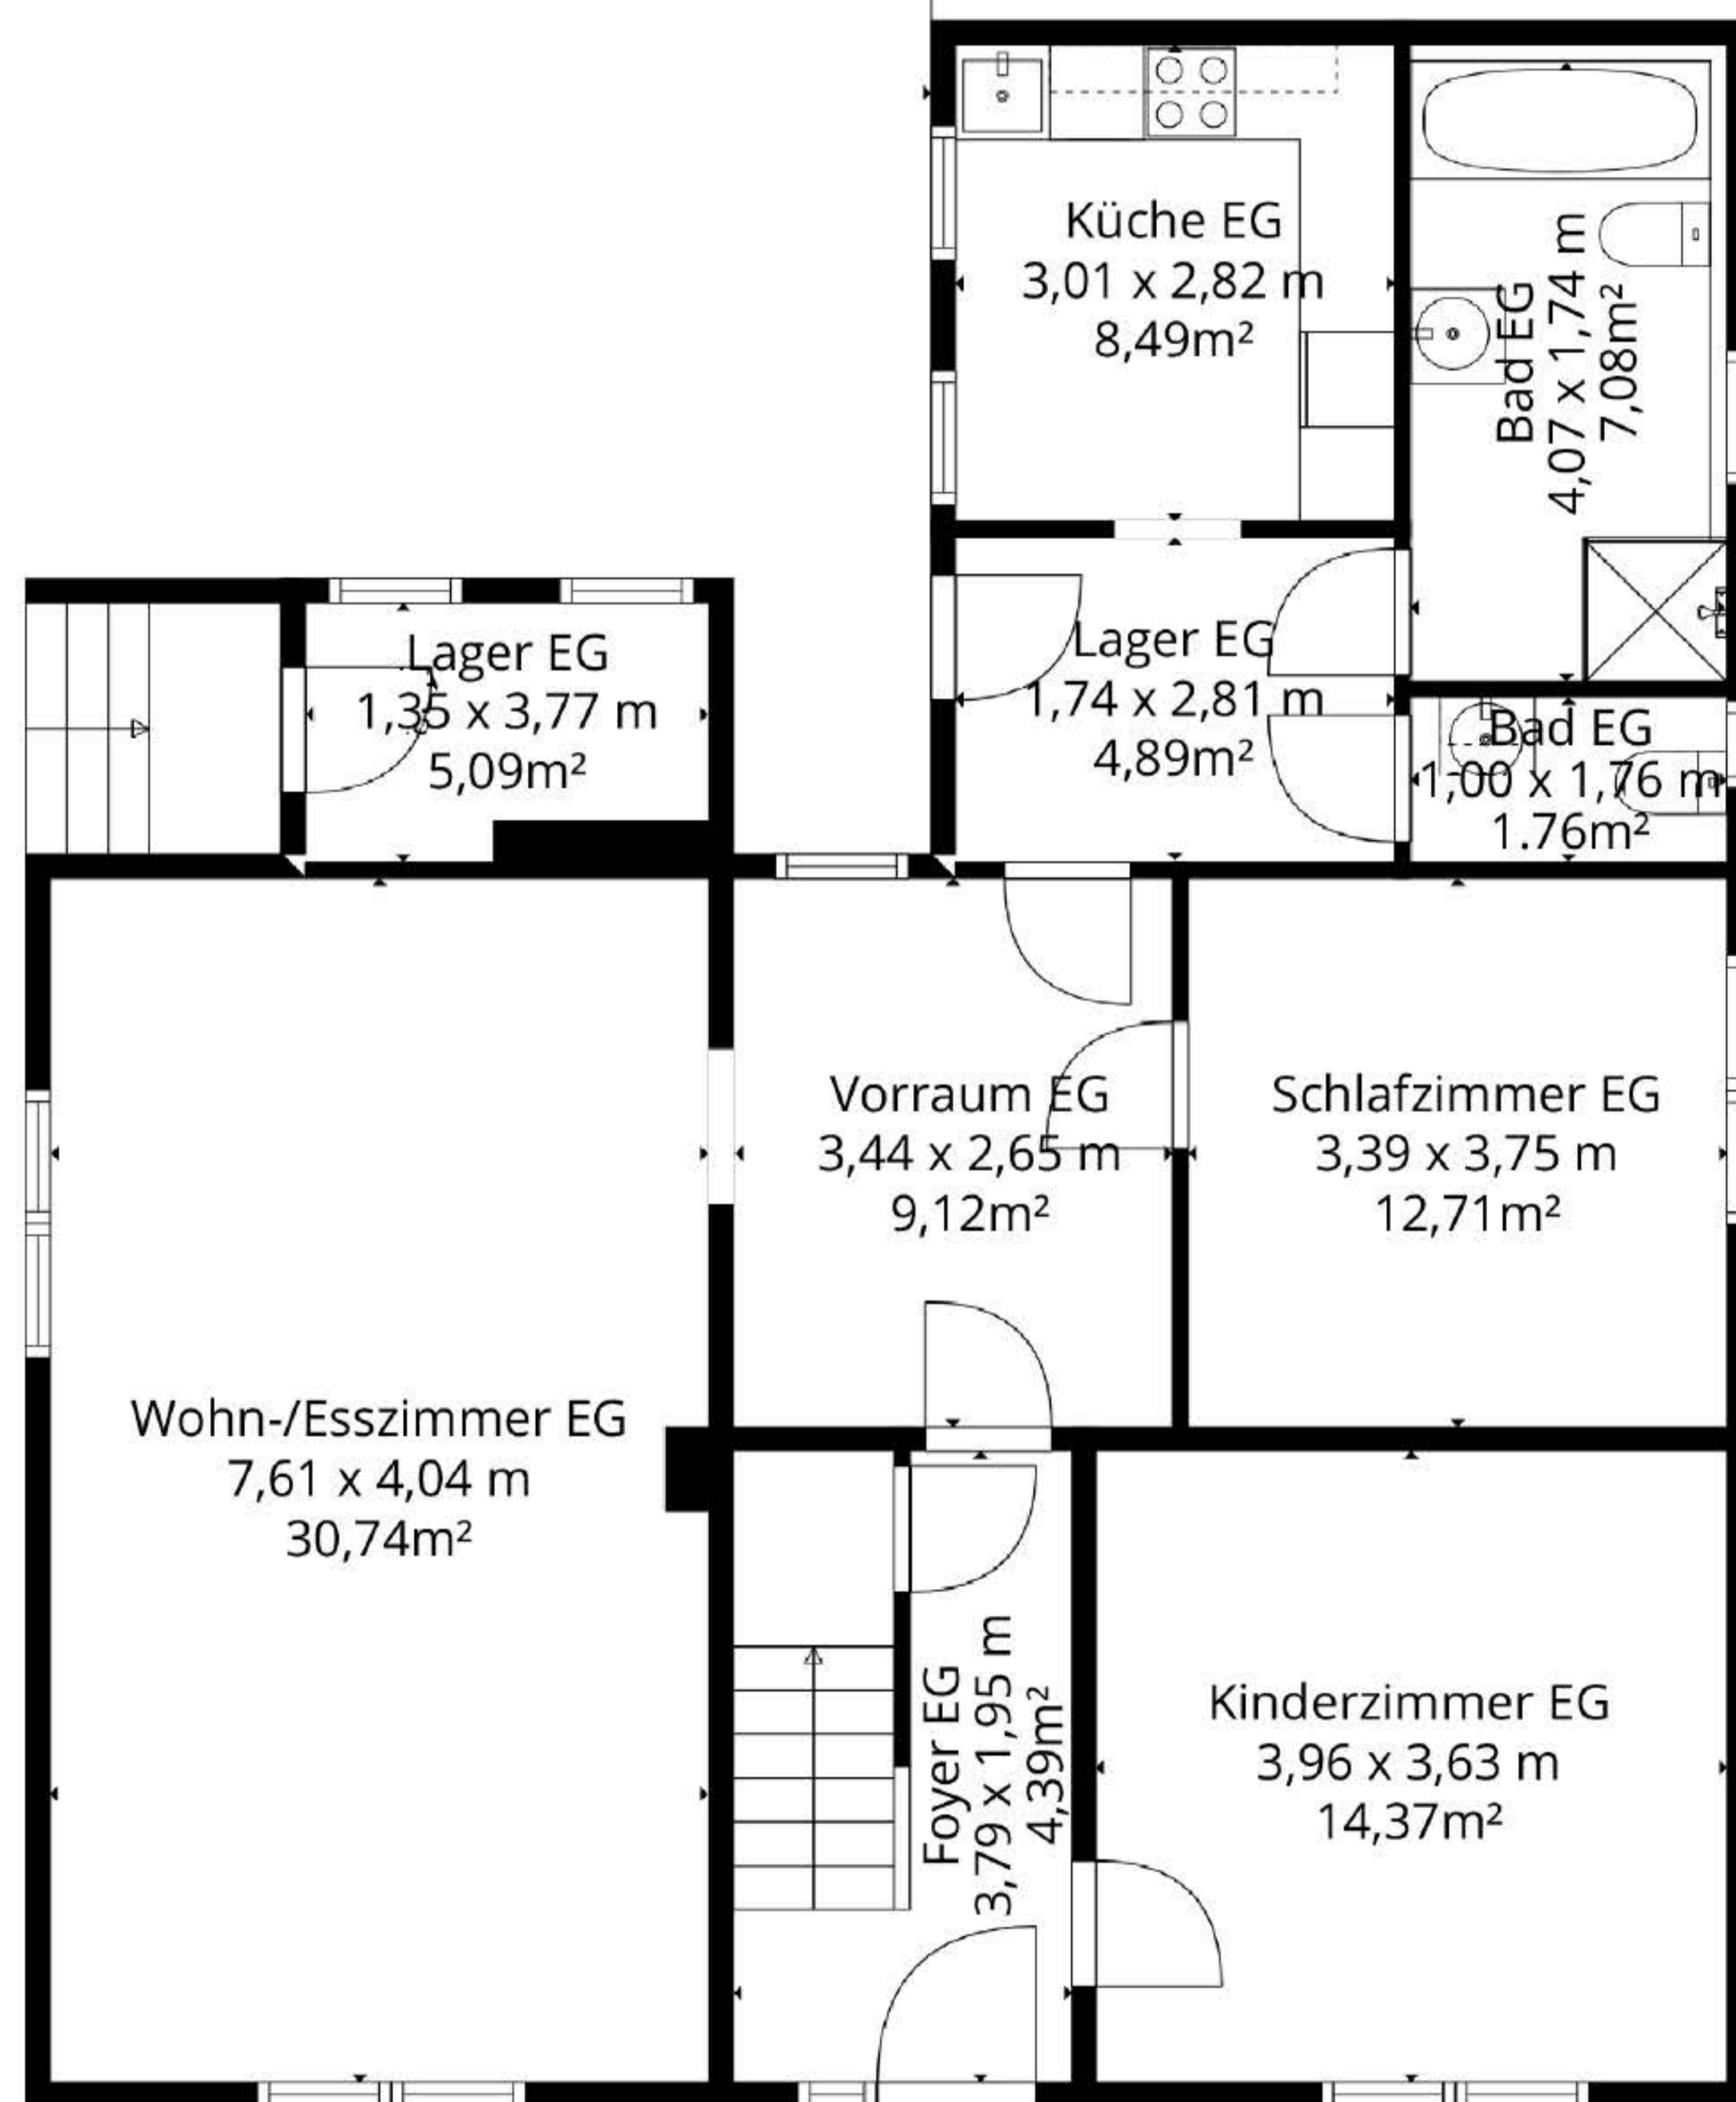 Küche EG
3,01 x 2,82 m
8,49m²
Bad EG
4,07 x 1,74 m
7,08m²
Lager EG
1,35 x 3,77 m
5,09m²
Lager EG
1,74 x 2,81 m
4,89m²
Bad EG
1,00 x 1,76 m
1.76m²
Vorraum EG
3,44 x 2,65 m
9,12m²
Schlafzimmer EG
3,39 x 3,75 m
12,71m²
Wohn-/Esszimmer EG
7,61 x 4,04 m
30,74m²
Foyer EG
3,79 x 1,95 m
4,39m²
Kinderzimmer EG
3,96 x 3,63 m
14,37m²